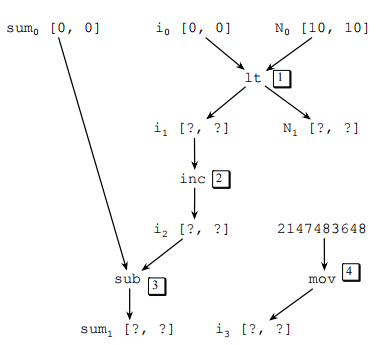 sum₀ [0, 0] i₀ [0, 0] N₀ [10, 10]
lt 1
i₁ [?, ?] N₁ [?, ?]
inc 2
i₂ [?, ?] 2147483648
sub 3 mov 4
sum₁ [?, ?] i₃ [?, ?]